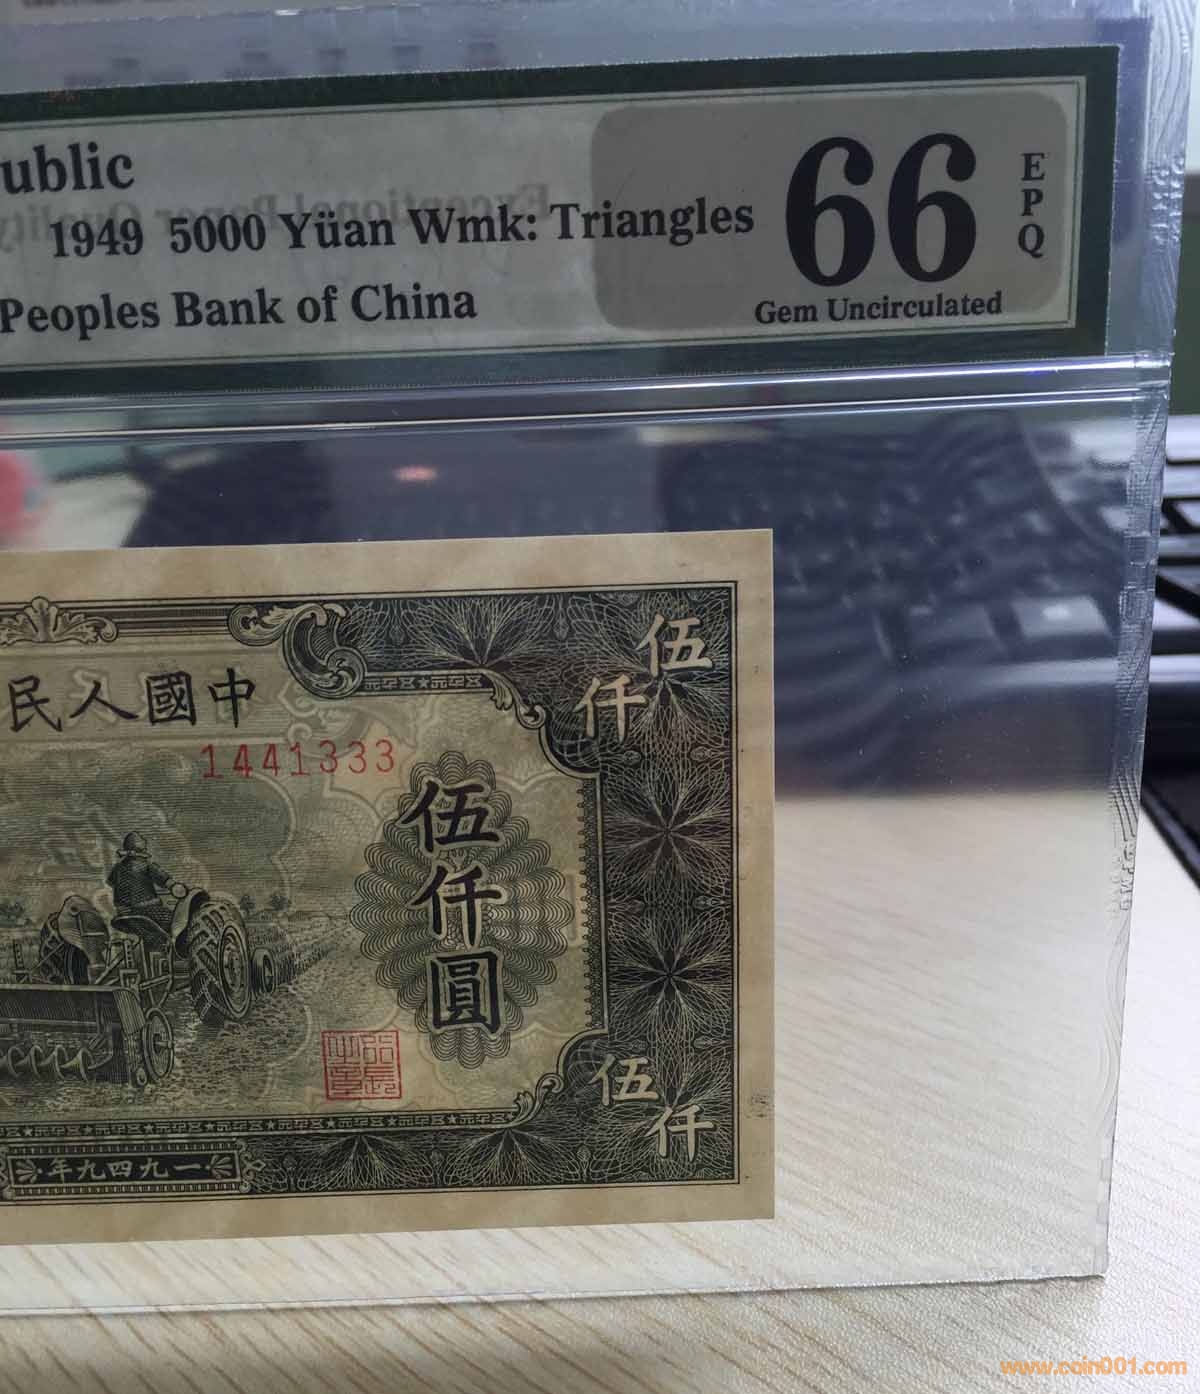 ublic
1949 5000 Yüan Wmk: Triangles
Peoples Bank of China
66
EPQ
Gem Uncirculated
民人國中
1441333
伍仟
伍仟圓
伍仟
年九四九一
www.coin001.com